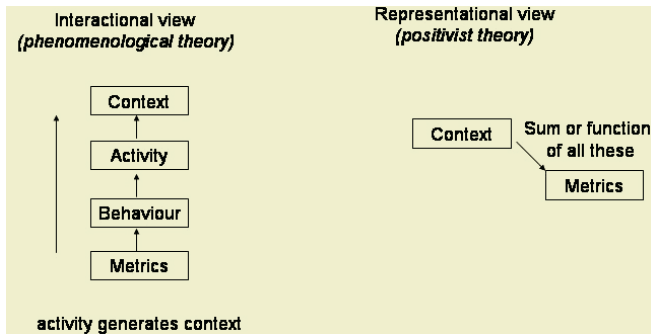 Interactional view
(phenomenological theory)
Context
Activity
Behaviour
Metrics
activity generates context
Representational view
(positivist theory)
Context
Sum or function
of all these
Metrics